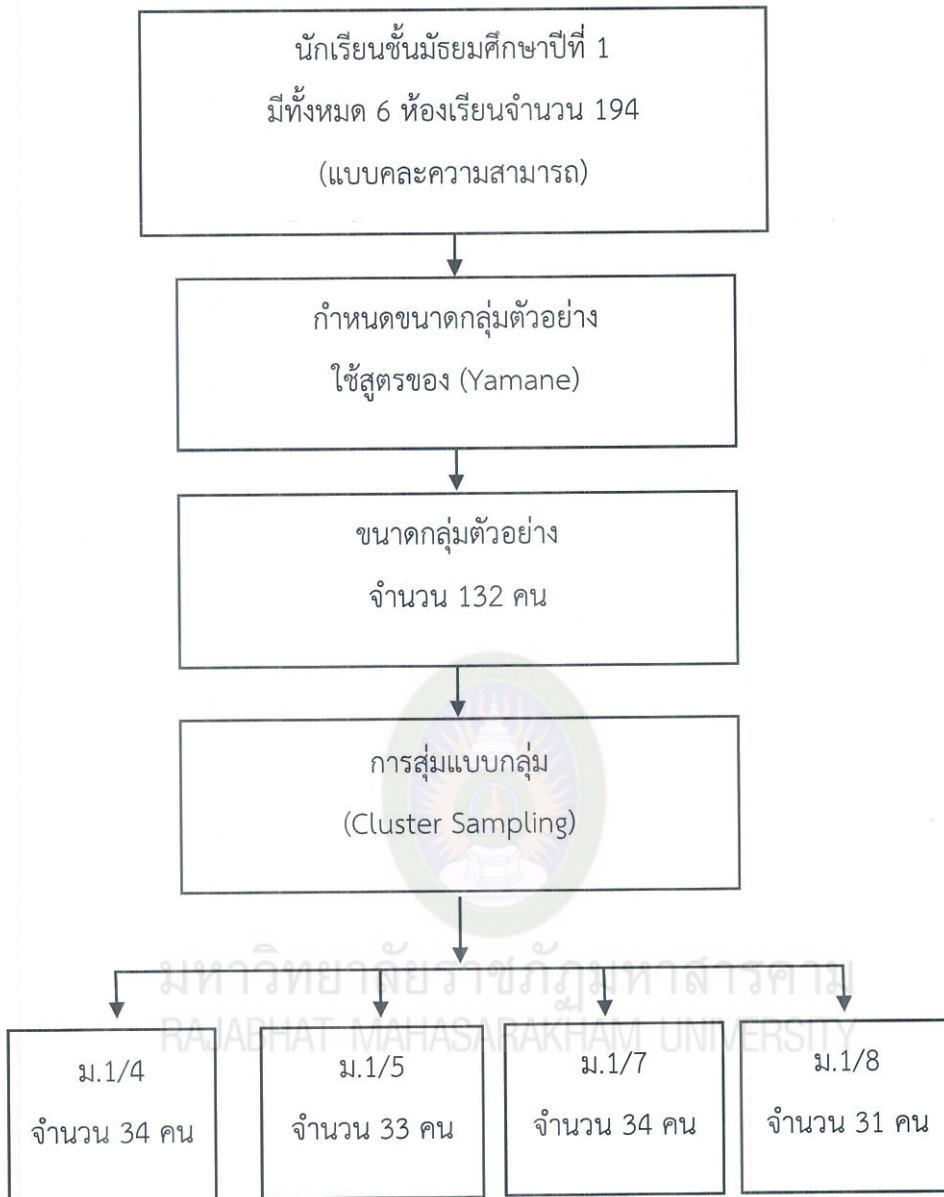 นักเรียนชั้นมัธยมศึกษาปีที่ 1
มีทั้งหมด 6 ห้องเรียนจำนวน 194
(แบบคละความสามารถ)
กำหนดขนาดกลุ่มตัวอย่าง
ใช้สูตรของ (Yamane)
ขนาดกลุ่มตัวอย่าง
จำนวน 132 คน
การสุ่มแบบกลุ่ม
(Cluster Sampling)
มหาวิทยาลัยราชภัฏมหาสารคาม
RAJABHAT MAHASARAKHAM UNIVERSITY
ม.1/4
จำนวน 34 คน
ม.1/5
จำนวน 33 คน
ม.1/7
จำนวน 34 คน
ม.1/8
จำนวน 31 คน